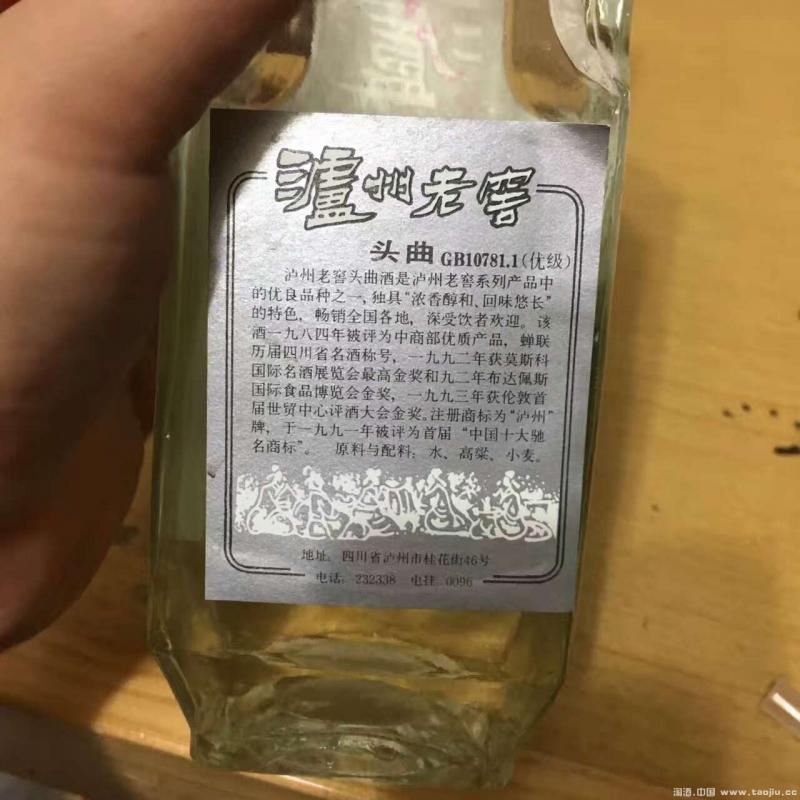 泸州老窖
头曲 GB10781.1(优级)
泸州老窖头曲酒是泸州老窖系列产品中
的优良品种之一,独具“浓香醇和、回味悠长”
的特色,畅销全国各地,深受饮者欢迎。该
酒一九八四年被评为中商部优质产品,蝉联
历届四川省名酒称号,一九九二年获莫斯科
国际名酒展览会最高金奖和九二年布达佩斯
国际食品博览会金奖,一九九三年获伦敦首
届世贸中心评酒大会金奖。注册商标为“泸州”
牌,于一九九一年被评为首届“中国十大驰
名商标”。 原料与配料:水、高粱、小麦。
地址:四川省泸州市桂花街46号
电话:232338 电挂:0096
淘酒.中国 www.taojiu.cc